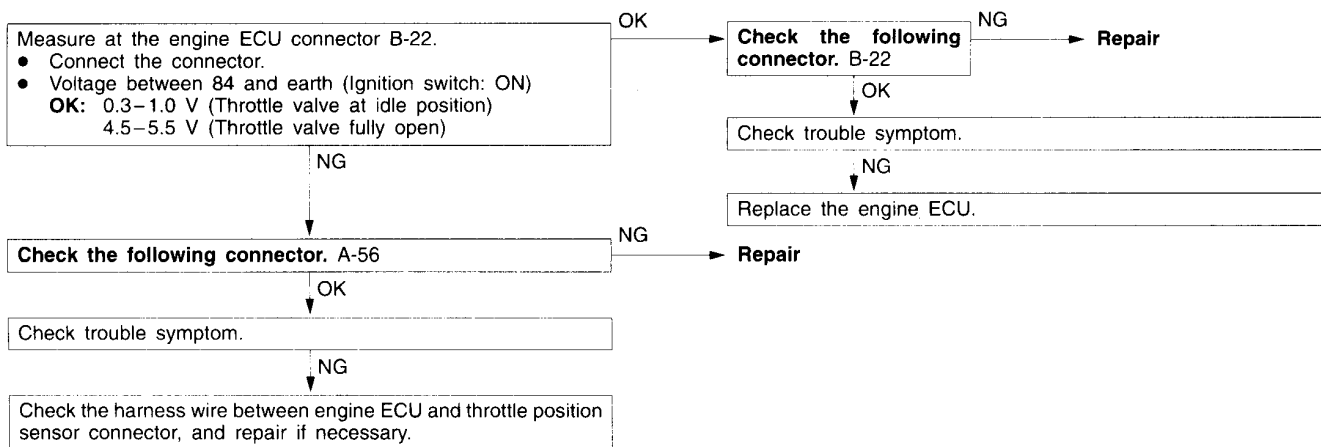 Measure at the engine ECU connector B-22.
● Connect the connector.
● Voltage between 84 and earth (Ignition switch: ON)
OK: 0.3–1.0 V (Throttle valve at idle position)
4.5–5.5 V (Throttle valve fully open)
OK
Check the following
connector. B-22
NG
Repair
OK
Check trouble symptom.
NG
Replace the engine ECU.
NG
Check the following connector. A-56
NG
Repair
OK
Check trouble symptom.
NG
Check the harness wire between engine ECU and throttle position
sensor connector, and repair if necessary.